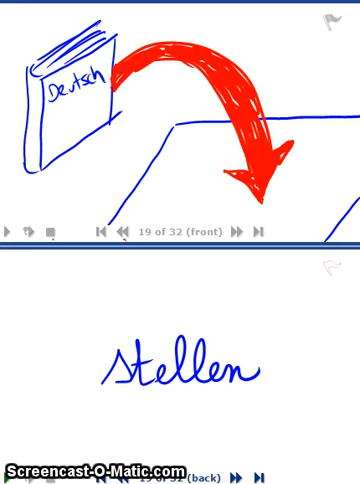 Deutsch
19 of 32 (front)
stellen
19 of 32 (back)
Screencast-O-Matic.com